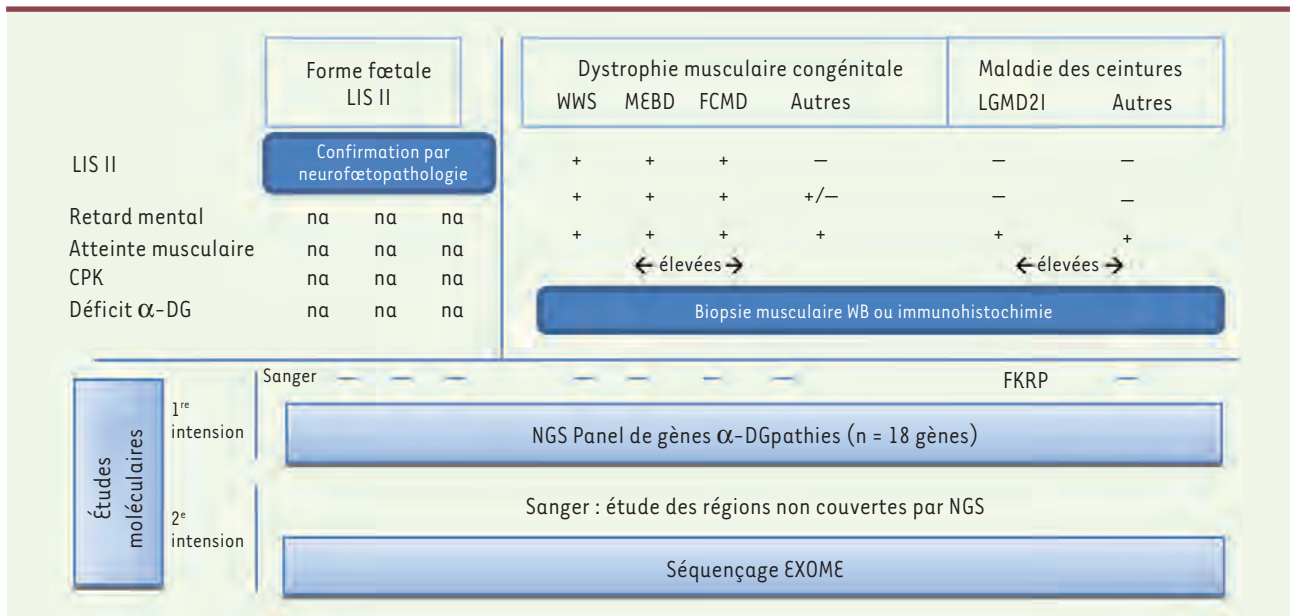 Forme fœtale
LIS II
Dystrophie musculaire congénitale
WWS MEBD FCMD Autres
Maladie des ceintures
LGMD2I Autres
LIS II
Confirmation par
neurofœtopathologie
+ + + — — —
+ + + +/— — —
Retard mental na na na
+ + + + + +
Atteinte musculaire na na na
CPK na na na
← élevées → ← élevées →
Déficit α-DG na na na
Biopsie musculaire WB ou immunohistochimie
Études
moléculaires
1re
intension
Sanger — — — — — — — FKRP —
NGS Panel de gènes α-DGpathies (n = 18 gènes)
2e
intension
Sanger : étude des régions non couvertes par NGS
Séquençage EXOME